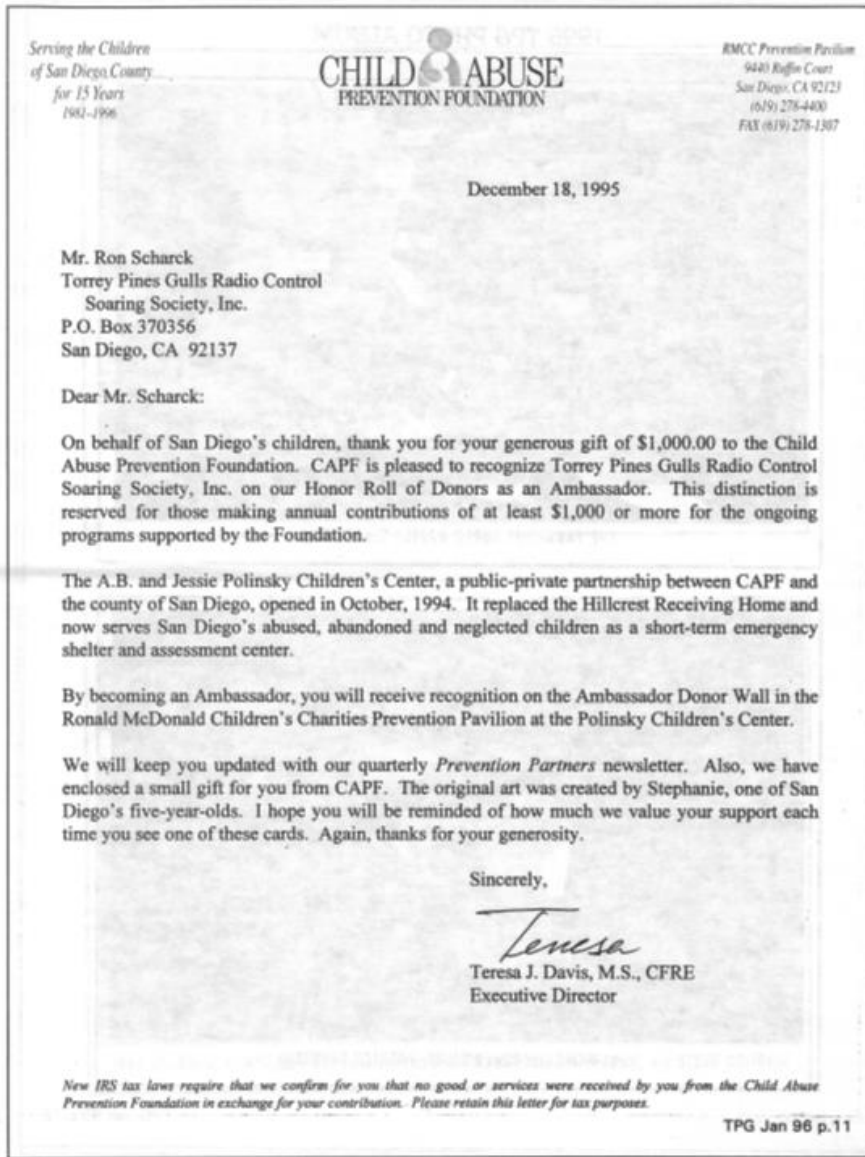 Serving the Children
of San Diego County
for 15 Years
1981-1996
CHILD ABUSE
PREVENTION FOUNDATION
RMCC Prevention Pavilion
9440 Ruffin Court
San Diego, CA 92123
(619) 278-4400
FAX (619) 278-1307
December 18, 1995
Mr. Ron Scharck
Torrey Pines Gulls Radio Control
Soaring Society, Inc.
P.O. Box 370356
San Diego, CA 92137
Dear Mr. Scharck:
On behalf of San Diego's children, thank you for your generous gift of $1,000.00 to the Child
Abuse Prevention Foundation. CAPF is pleased to recognize Torrey Pines Gulls Radio Control
Soaring Society, Inc. on our Honor Roll of Donors as an Ambassador. This distinction is
reserved for those making annual contributions of at least $1,000 or more for the ongoing
programs supported by the Foundation.
The A.B. and Jessie Polinsky Children's Center, a public-private partnership between CAPF and
the county of San Diego, opened in October, 1994. It replaced the Hillcrest Receiving Home and
now serves San Diego's abused, abandoned and neglected children as a short-term emergency
shelter and assessment center.
By becoming an Ambassador, you will receive recognition on the Ambassador Donor Wall in the
Ronald McDonald Children's Charities Prevention Pavilion at the Polinsky Children's Center.
We will keep you updated with our quarterly Prevention Partners newsletter. Also, we have
enclosed a small gift for you from CAPF. The original art was created by Stephanie, one of San
Diego's five-year-olds. I hope you will be reminded of how much we value your support each
time you see one of these cards. Again, thanks for your generosity.
Sincerely,
Teresa
Teresa J. Davis, M.S., CFRE
Executive Director
New IRS tax laws require that we confirm for you that no good or services were received by you from the Child Abuse
Prevention Foundation in exchange for your contribution. Please retain this letter for tax purposes.
TPG Jan 96 p.11